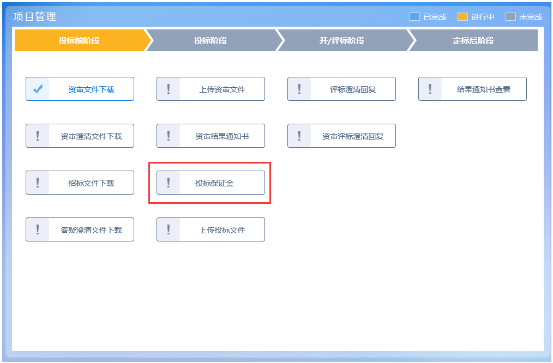 项目管理
已完成 进行中 未完成
投标前阶段 投标阶段 开/评标阶段 定标后阶段
资审文件下载 上传资审文件 评标澄清回复 结果通知书查看
资审澄清文件下载 资审结果通知书 资审评标澄清回复
招标文件下载 投标保证金
答疑澄清文件下载 上传投标文件